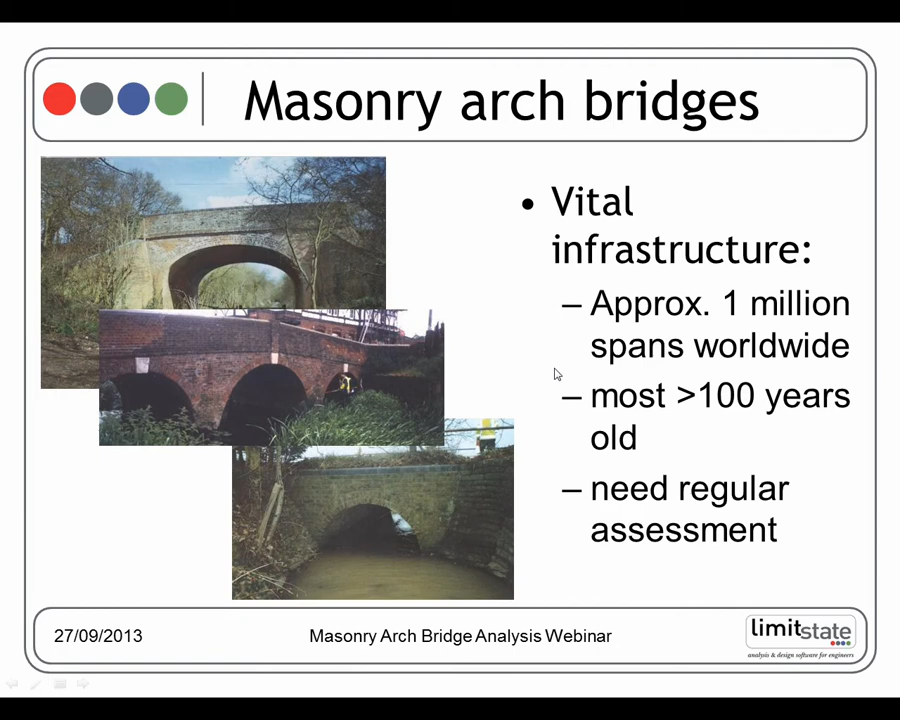 Masonry arch bridges
• Vital
infrastructure:
– Approx. 1 million
spans worldwide
– most >100 years
old
– need regular
assessment
27/09/2013
Masonry Arch Bridge Analysis Webinar
limitstate
analysis & design software for engineers